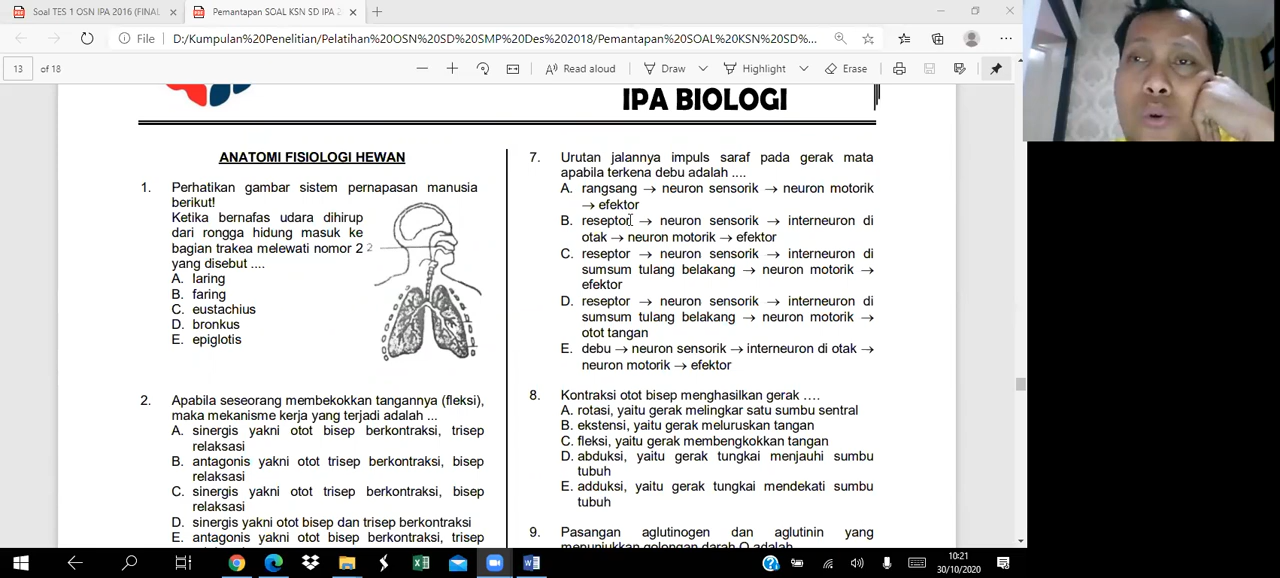 Soal TES 1 OSN IPA 2016 (FINAL
Pemantapan SOAL KSN SD IPA 2
File
D:/Kumpulan%20Penelitian/Pelatihan%20OSN%20SD%20SMP%20Des%202018/Pemantapan%20SOAL%20KSN%20SD%...
13 of 18
Read aloud
Draw
Highlight
Erase
IPA BIOLOGI
ANATOMI FISIOLOGI HEWAN
1. Perhatikan gambar sistem pernapasan manusia
berikut!
Ketika bernafas udara dihirup
dari rongga hidung masuk ke
bagian trakea melewati nomor 2
yang disebut ....
2
A. laring
B. faring
C. eustachius
D. bronkus
E. epiglotis
2. Apabila seseorang membekokkan tangannya (fleksi),
maka mekanisme kerja yang terjadi adalah ...
A. sinergis yakni otot bisep berkontraksi, trisep
relaksasi
B. antagonis yakni otot trisep berkontraksi, bisep
relaksasi
C. sinergis yakni otot trisep berkontraksi, bisep
relaksasi
D. sinergis yakni otot bisep dan trisep berkontraksi
E. antagonis yakni otot bisep berkontraksi, trisep
7. Urutan jalannya impuls saraf pada gerak mata
apabila terkena debu adalah ....
A. rangsang → neuron sensorik → neuron motorik
→ efektor
B. reseptor → neuron sensorik → interneuron di
otak → neuron motorik → efektor
C. reseptor → neuron sensorik → interneuron di
sumsum tulang belakang → neuron motorik →
efektor
D. reseptor → neuron sensorik → interneuron di
sumsum tulang belakang → neuron motorik →
otot tangan
E. debu → neuron sensorik → interneuron di otak →
neuron motorik → efektor
8. Kontraksi otot bisep menghasilkan gerak ….
A. rotasi, yaitu gerak melingkar satu sumbu sentral
B. ekstensi, yaitu gerak meluruskan tangan
C. fleksi, yaitu gerak membengkokkan tangan
D. abduksi, yaitu gerak tungkai menjauhi sumbu
tubuh
E. adduksi, yaitu gerak tungkai mendekati sumbu
tubuh
9. Pasangan aglutinogen dan aglutinin yang
menunjukkan golongan darah O adalah
10:21
30/10/2020